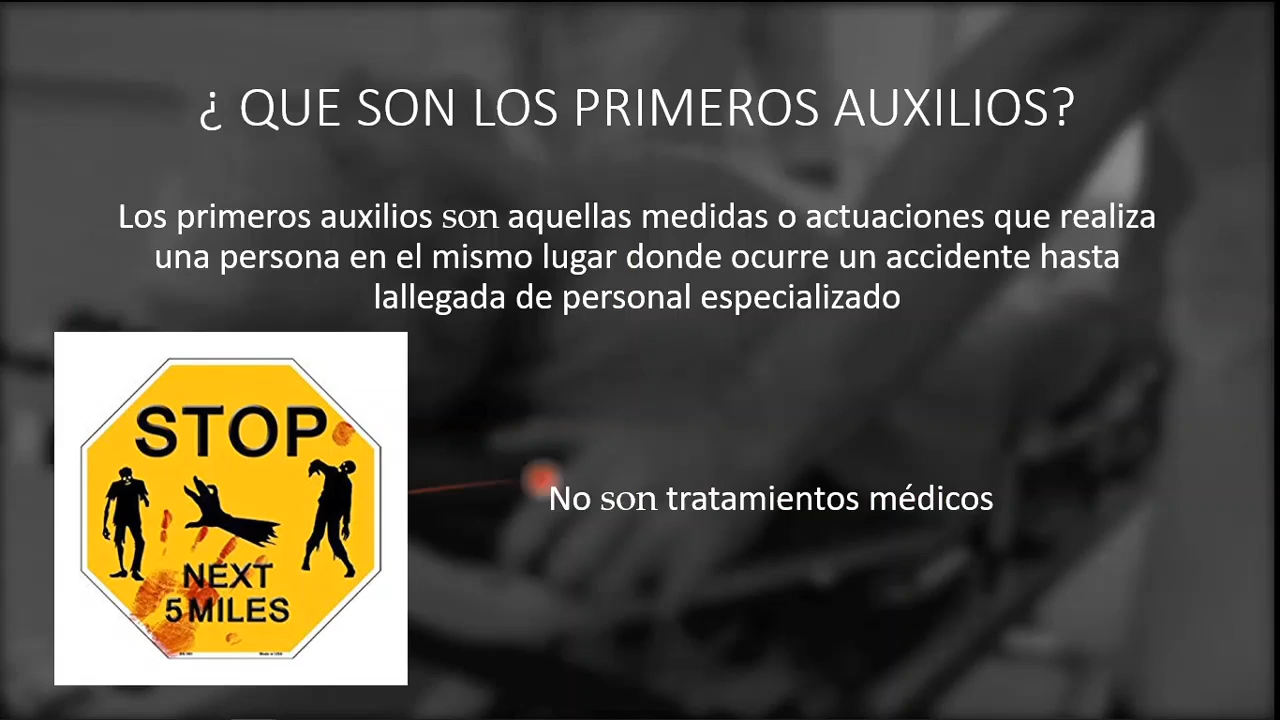 ¿ QUE SON LOS PRIMEROS AUXILIOS?
Los primeros auxilios son aquellas medidas o actuaciones que realiza
una persona en el mismo lugar donde ocurre un accidente hasta
lallegada de personal especializado
STOP
NEXT
5 MILES
No son tratamientos médicos